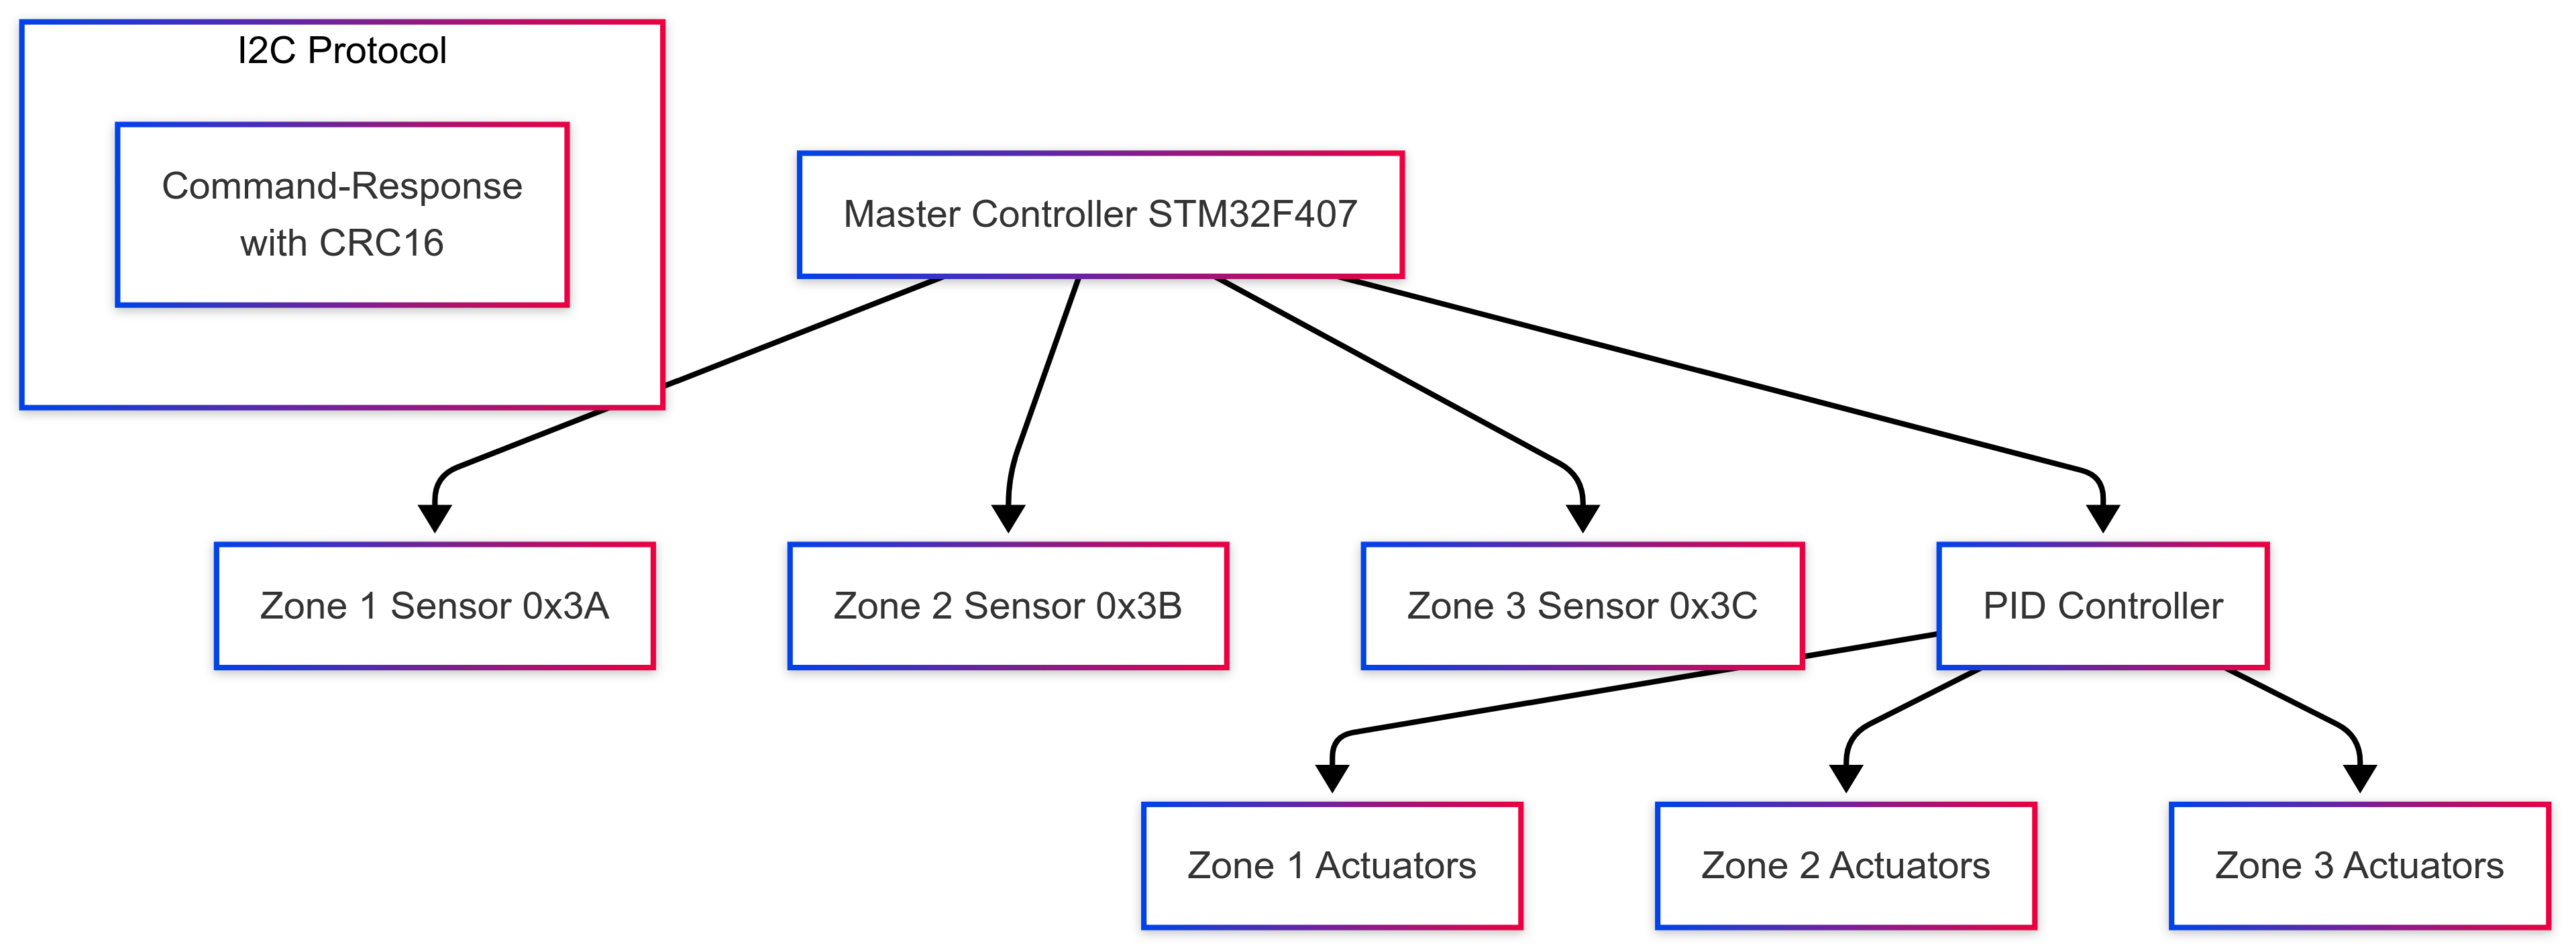 I2C Protocol
Command-Response
with CRC16
Master Controller STM32F407
Zone 1 Sensor 0x3A
Zone 2 Sensor 0x3B
Zone 3 Sensor 0x3C
PID Controller
Zone 1 Actuators
Zone 2 Actuators
Zone 3 Actuators